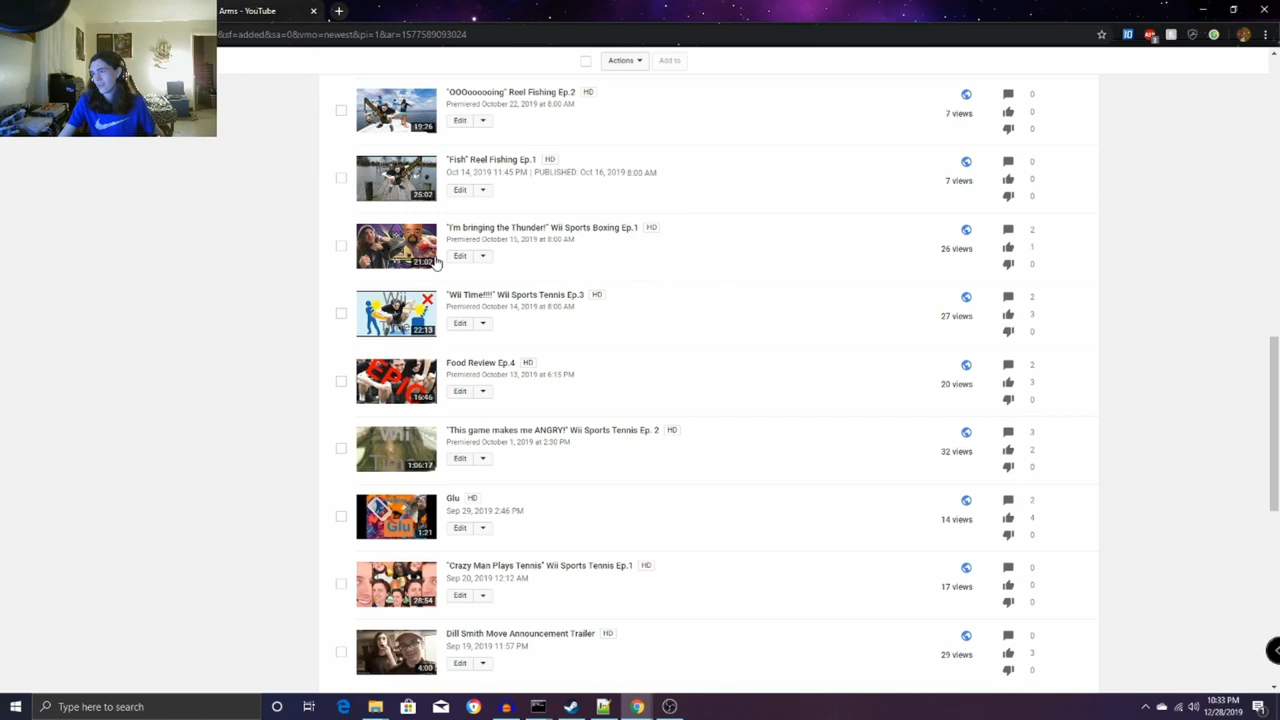 Arms - YouTube
&sf=added&sa=0&vmo=newest&pi=1&ar=1577589093024
Actions Add to
"OOOoooooing" Reel Fishing Ep.2 HD
Premiered October 22, 2019 at 8:00 AM
Edit
19:26
7 views
0
0
0
"Fish" Reel Fishing Ep.1 HD
Oct 14, 2019 11:45 PM | PUBLISHED: Oct 16, 2019 8:00 AM
Edit
25:02
7 views
0
0
0
"I'm bringing the Thunder!" Wii Sports Boxing Ep.1 HD
Premiered October 15, 2019 at 8:00 AM
Edit
21:02
26 views
2
1
0
"Wii Time!!!!" Wii Sports Tennis Ep.3 HD
Premiered October 14, 2019 at 8:00 AM
Edit
Wii
22:13
27 views
2
3
0
Food Review Ep.4 HD
Premiered October 13, 2019 at 6:15 PM
Edit
EPIC
16:46
20 views
2
3
0
"This game makes me ANGRY!" Wii Sports Tennis Ep. 2 HD
Premiered October 1, 2019 at 2:30 PM
Edit
Wii
1:06:17
32 views
3
2
0
Glu HD
Sep 29, 2019 2:46 PM
Edit
Glu
1:21
14 views
2
4
0
"Crazy Man Plays Tennis" Wii Sports Tennis Ep.1 HD
Sep 20, 2019 12:12 AM
Edit
28:54
17 views
0
0
0
Dill Smith Move Announcement Trailer HD
Sep 19, 2019 11:57 PM
Edit
4:00
29 views
0
3
0
Type here to search
10:33 PM
12/28/2019